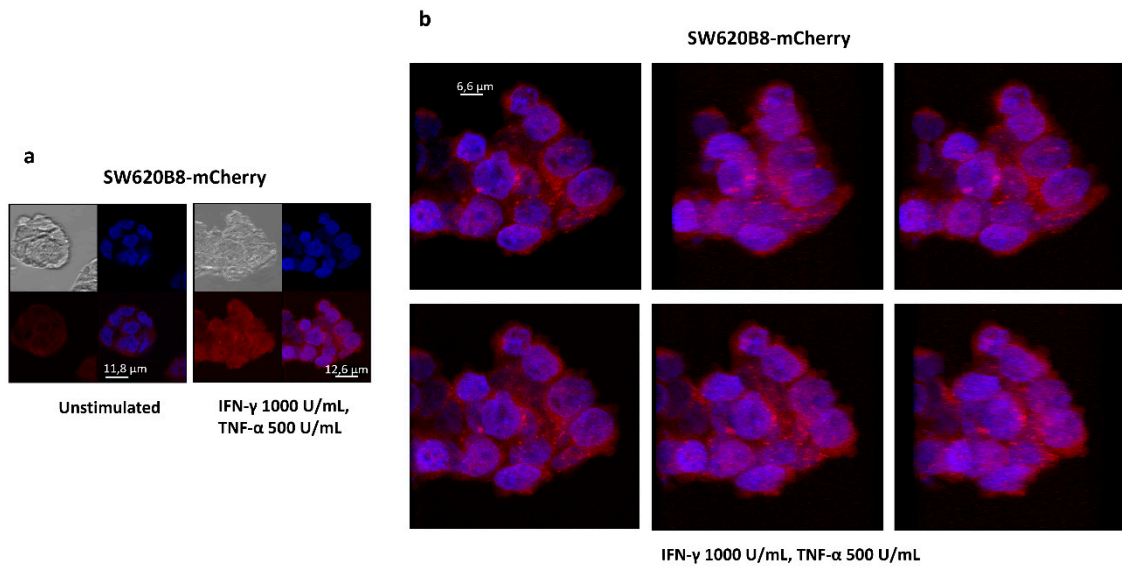 a
SW620B8-mCherry
11,8 µm
12,6 µm
Unstimulated
IFN-γ 1000 U/mL,
TNF-α 500 U/mL
b
SW620B8-mCherry
6,6 µm
IFN-γ 1000 U/mL, TNF-α 500 U/mL